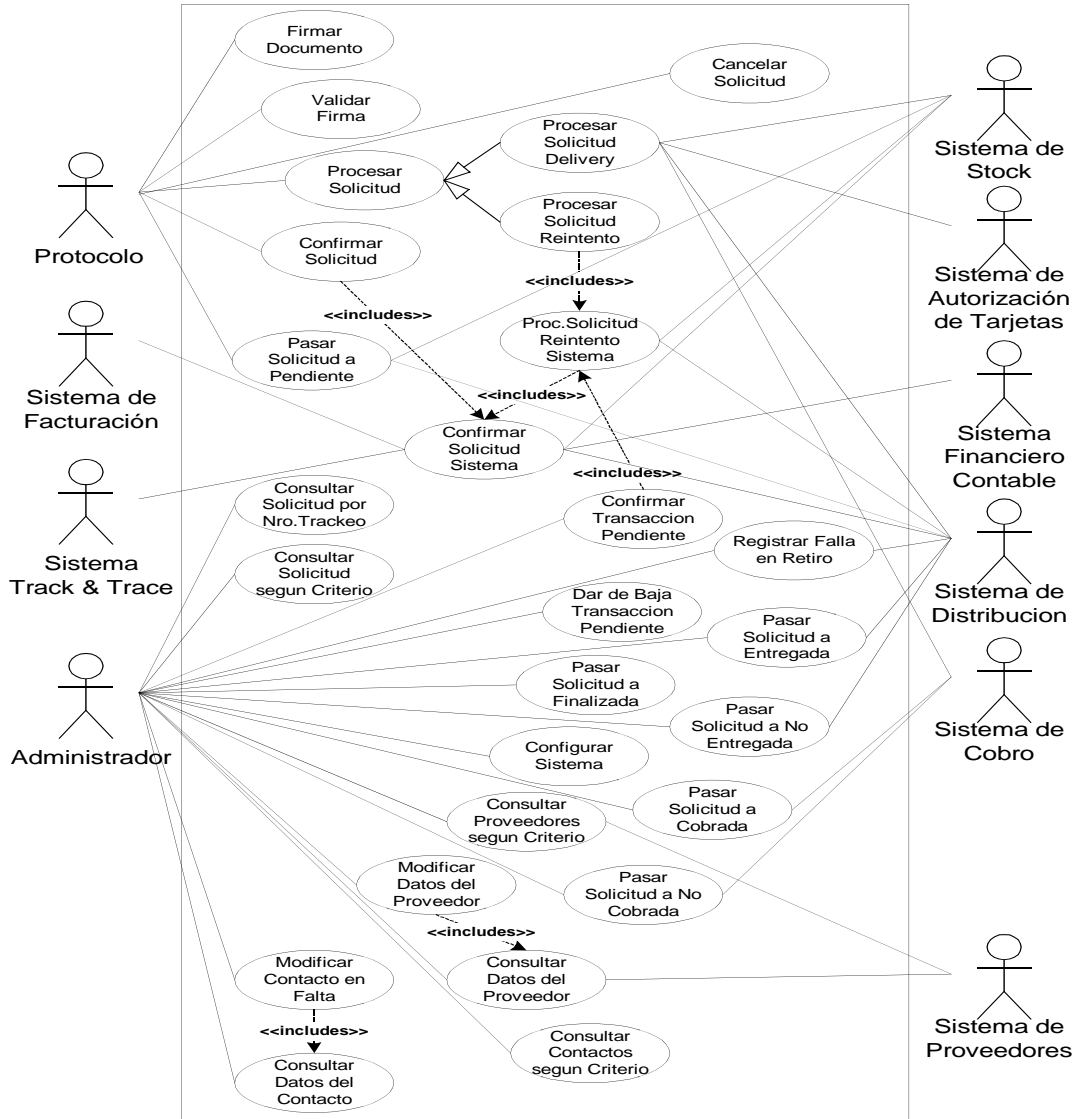 Firmar
Documento
Cancelar
Solicitud
Validar
Firma
Procesar
Solicitud
Delivery
Sistema de
Stock
Procesar
Solicitud
Procesar
Solicitud
Reintento
Protocolo
Confirmar
Solicitud
<<includes>>
Sistema de
Autorización
de Tarjetas
<<includes>>
Proc.Solicitud
Reintento
Sistema
Pasar
Solicitud a
Pendiente
Sistema de
Facturación
<<includes>>
Confirmar
Solicitud
Sistema
Sistema
Financiero
Contable
<<includes>>
Consultar
Solicitud por
Nro.Trackeo
Confirmar
Transaccion
Pendiente
Sistema
Track & Trace
Registrar Falla
en Retiro
Consultar
Solicitud
segun Criterio
Sistema de
Distribucion
Dar de Baja
Transaccion
Pendiente
Pasar
Solicitud a
Entregada
Pasar
Solicitud a
Finalizada
Administrador
Pasar
Solicitud a No
Entregada
Sistema de
Cobro
Configurar
Sistema
Pasar
Solicitud a
Cobrada
Consultar
Proveedores
segun Criterio
Modificar
Datos del
Proveedor
Pasar
Solicitud a No
Cobrada
<<includes>>
Modificar
Contacto en
Falta
Consultar
Datos del
Proveedor
<<includes>>
Sistema de
Proveedores
Consultar
Contactos
segun Criterio
Consultar
Datos del
Contacto